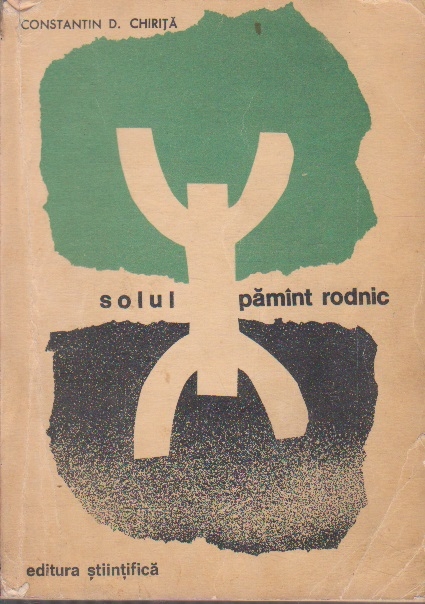 CONSTANTIN D. CHIRIȚĂ
solul pămînt rodnic
editura științifică